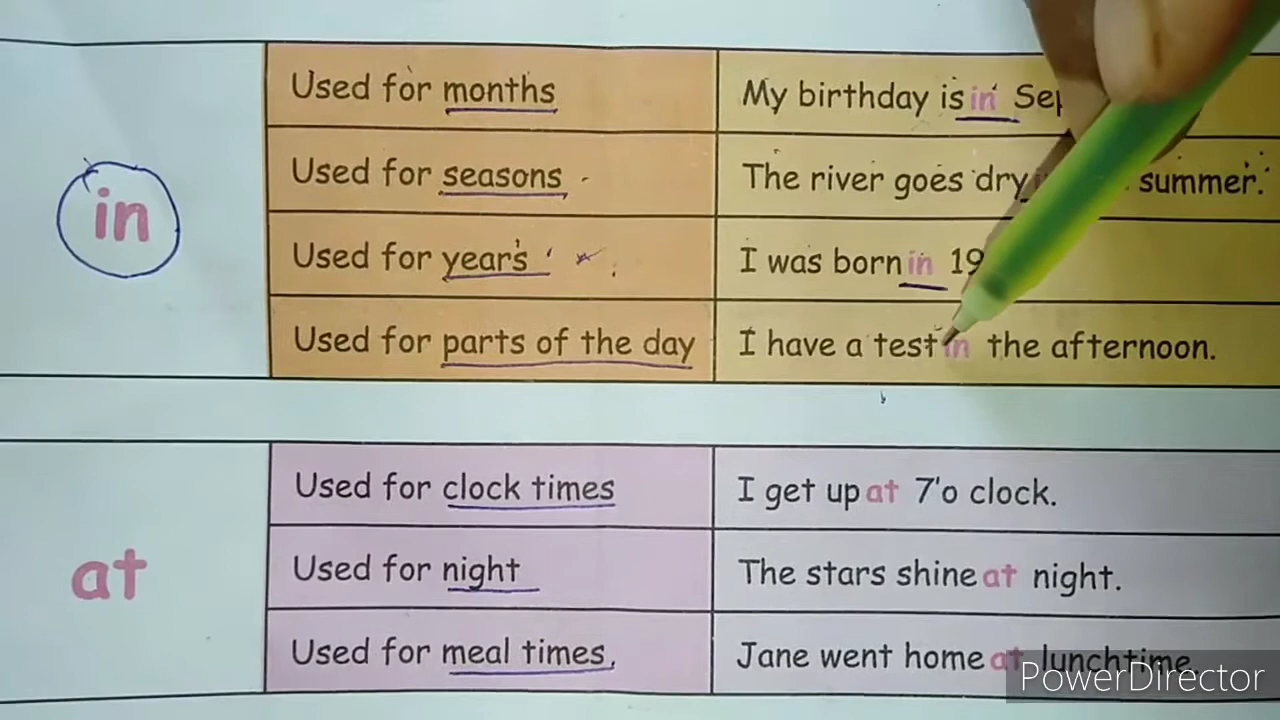 in
Used for months
My birthday is in
Used for seasons
The river goes dry summer.
Used for years
I was born in
Used for parts of the day
I have a test in the afternoon.
at
Used for clock times
I get up at 7'o clock.
Used for night
The stars shine at night.
Used for meal times.
Jane went home at lunchtime.
PowerDirector